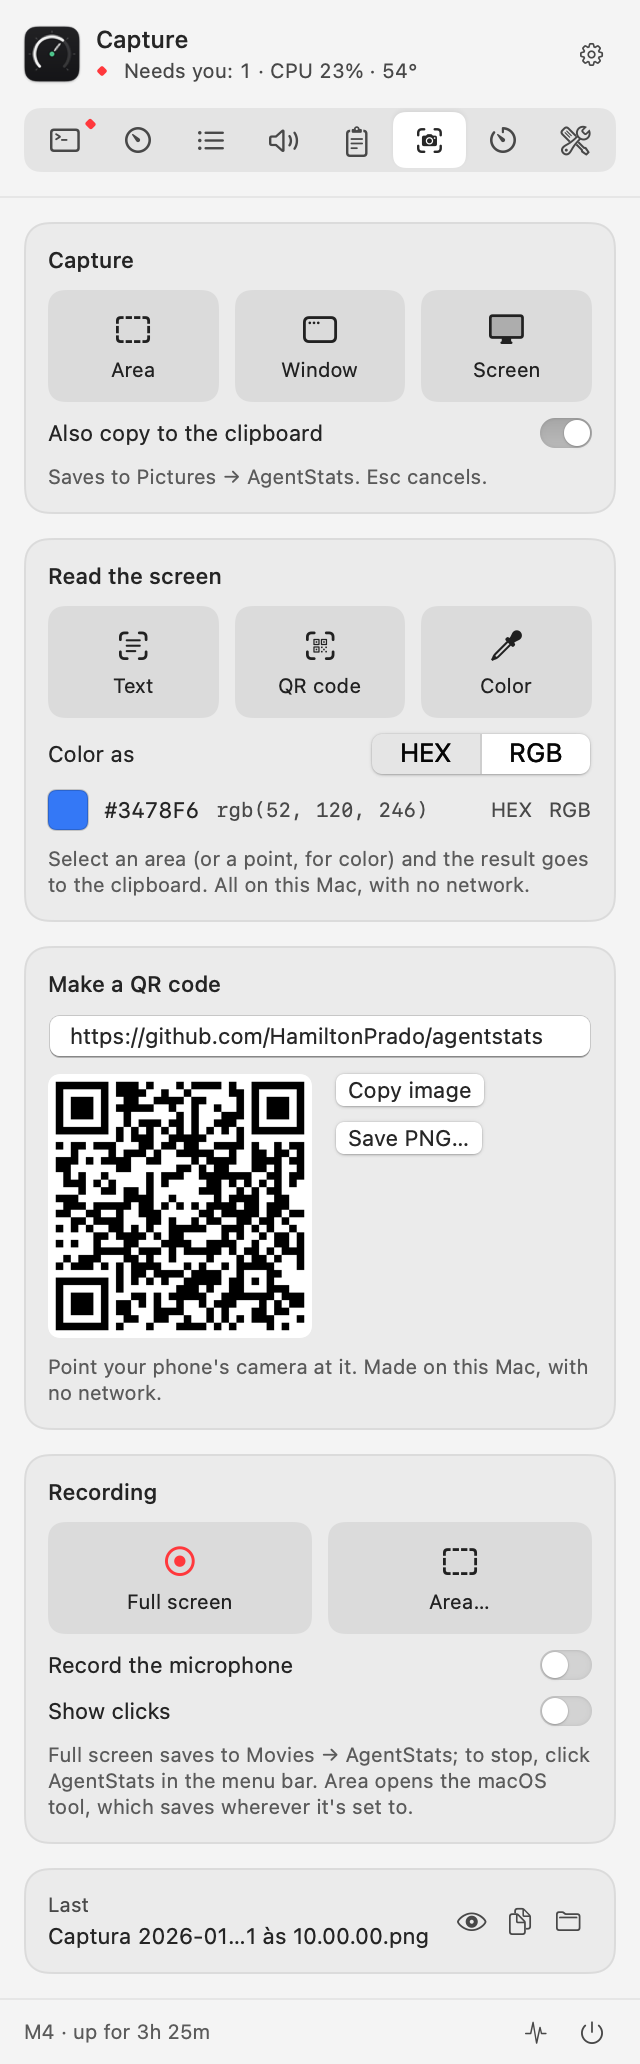 Capture
Needs you: 1 · CPU 23% · 54°
Capture
Area
Window
Screen
Also copy to the clipboard
Saves to Pictures → AgentStats. Esc cancels.
Read the screen
Text
QR code
Color
Color as
HEX
RGB
#3478F6 rgb(52, 120, 246) HEX RGB
Select an area (or a point, for color) and the result goes
to the clipboard. All on this Mac, with no network.
Make a QR code
https://github.com/HamiltonPrado/agentstats
Copy image
Save PNG...
Point your phone's camera at it. Made on this Mac, with
no network.
Recording
Full screen
Area...
Record the microphone
Show clicks
Full screen saves to Movies → AgentStats; to stop, click
AgentStats in the menu bar. Area opens the macOS
tool, which saves wherever it's set to.
Last
Captura 2026-01...1 às 10.00.00.png
M4 · up for 3h 25m